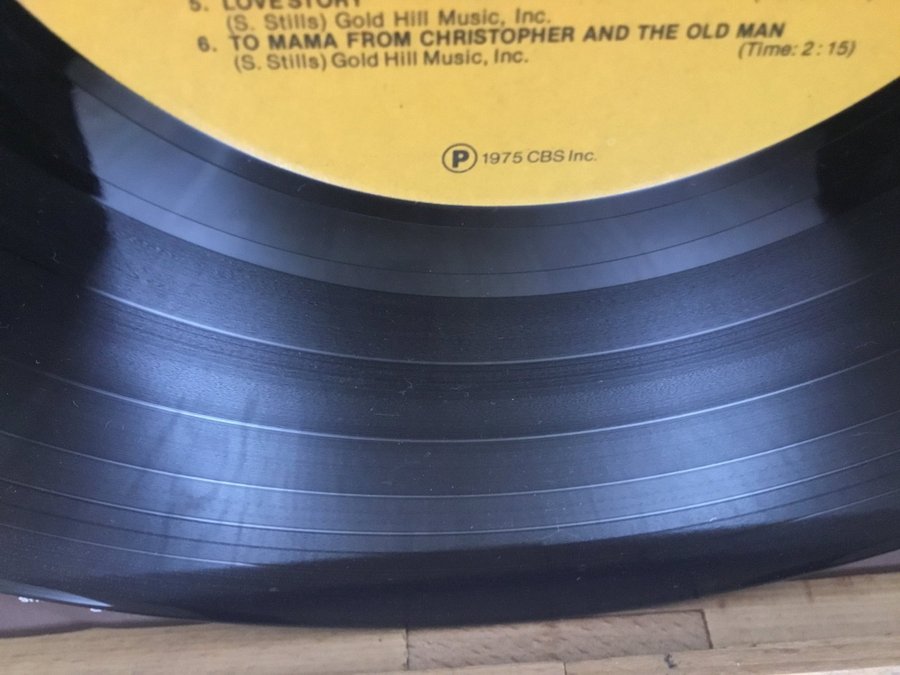 5. LOVE STORY
(S. Stills) Gold Hill Music, Inc.
6. TO MAMA FROM CHRISTOPHER AND THE OLD MAN
(S. Stills) Gold Hill Music, Inc. (Time: 2:15)
Ⓟ 1975 CBS Inc.